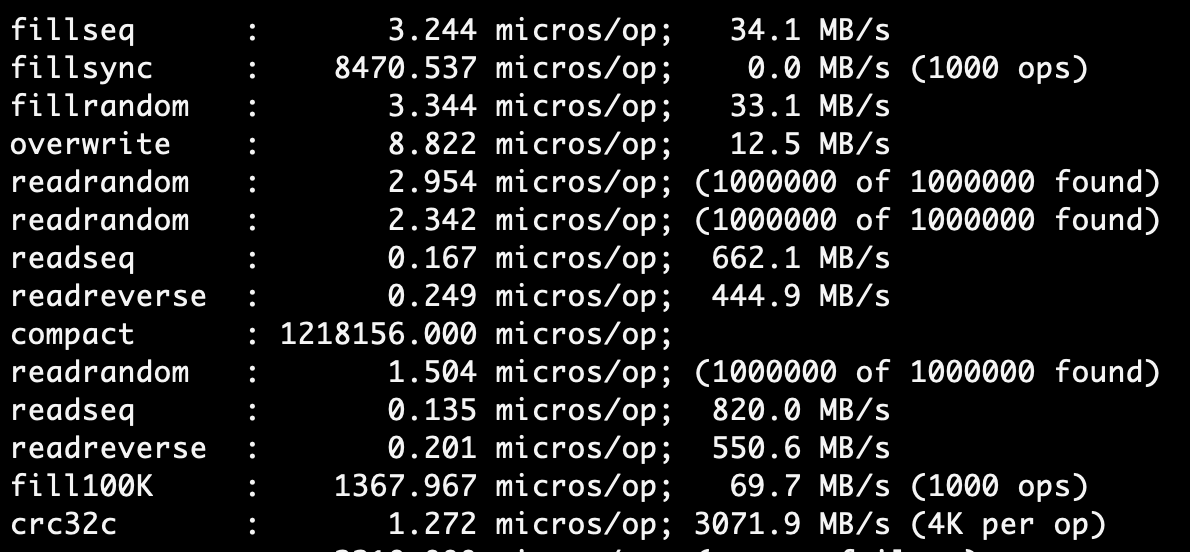 fillseq      :       3.244 micros/op;   34.1 MB/s
fillsync     :    8470.537 micros/op;    0.0 MB/s (1000 ops)
fillrandom   :       3.344 micros/op;   33.1 MB/s
overwrite    :       8.822 micros/op;   12.5 MB/s
readrandom   :       2.954 micros/op; (1000000 of 1000000 found)
readrandom   :       2.342 micros/op; (1000000 of 1000000 found)
readseq      :       0.167 micros/op;  662.1 MB/s
readreverse  :       0.249 micros/op;  444.9 MB/s
compact      : 1218156.000 micros/op;
readrandom   :       1.504 micros/op; (1000000 of 1000000 found)
readseq      :       0.135 micros/op;  820.0 MB/s
readreverse  :       0.201 micros/op;  550.6 MB/s
fill100K     :    1367.967 micros/op;   69.7 MB/s (1000 ops)
crc32c       :       1.272 micros/op; 3071.9 MB/s (4K per op)